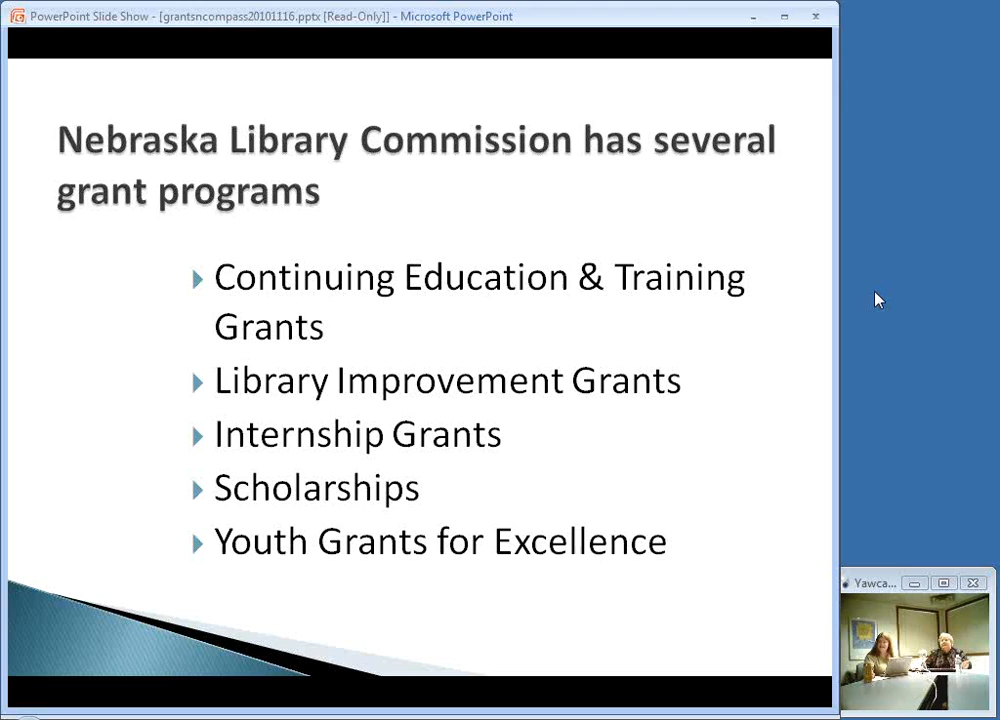 PowerPoint Slide Show - [grantsncompass20101116.pptx [Read-Only]] - Microsoft PowerPoint
Nebraska Library Commission has several
grant programs
Continuing Education & Training
Grants
Library Improvement Grants
Internship Grants
Scholarships
Youth Grants for Excellence
Yawca...